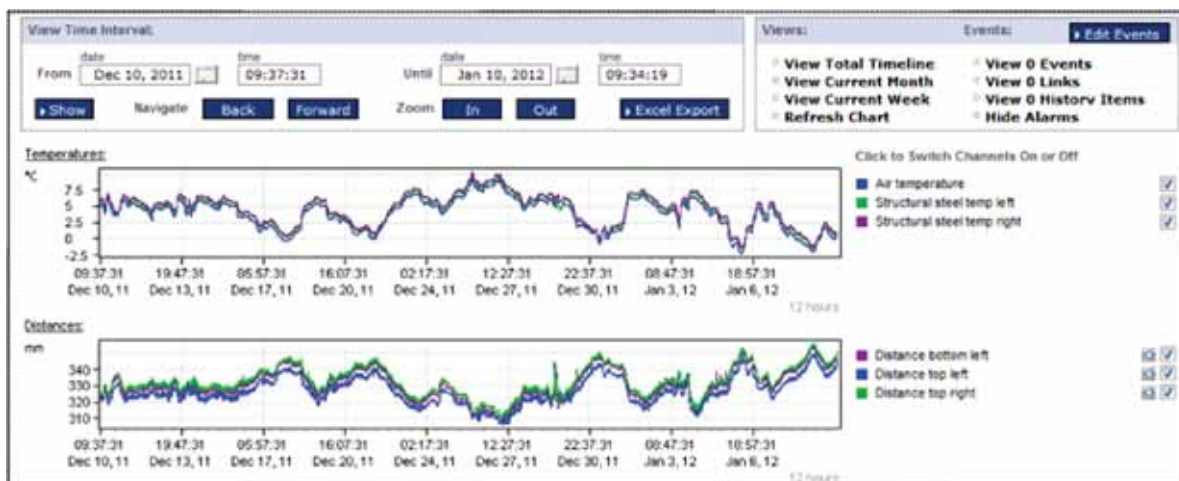 View Time Interval:
date time date time
From Dec 10, 2011 09:37:31 Until Jan 10, 2012 09:34:19
Show Navigate Back Forward Zoom In Out Excel Export
Views: Events: Edit Events
View Total Timeline View 0 Events
View Current Month View 0 Links
View Current Week View 0 History Items
Refresh Chart Hide Alarms
Temperatures:
°C
7.5
5
2.5
0
-2.5
09:37:31 19:47:31 05:57:31 16:07:31 02:17:31 12:27:31 22:37:31 08:47:31 18:57:31
Dec 10, 11 Dec 13, 11 Dec 17, 11 Dec 20, 11 Dec 24, 11 Dec 27, 11 Dec 30, 11 Jan 3, 12 Jan 6, 12
12 hours
Click to Switch Channels On or Off
Air temperature
Structural steel temp left
Structural steel temp right
Distances:
mm
340
330
320
310
09:37:31 19:47:31 05:57:31 16:07:31 02:17:31 12:27:31 22:37:31 08:47:31 18:57:31
Dec 10, 11 Dec 13, 11 Dec 17, 11 Dec 20, 11 Dec 24, 11 Dec 27, 11 Dec 30, 11 Jan 3, 12 Jan 6, 12
12 hours
Distance bottom left
Distance top left
Distance top right